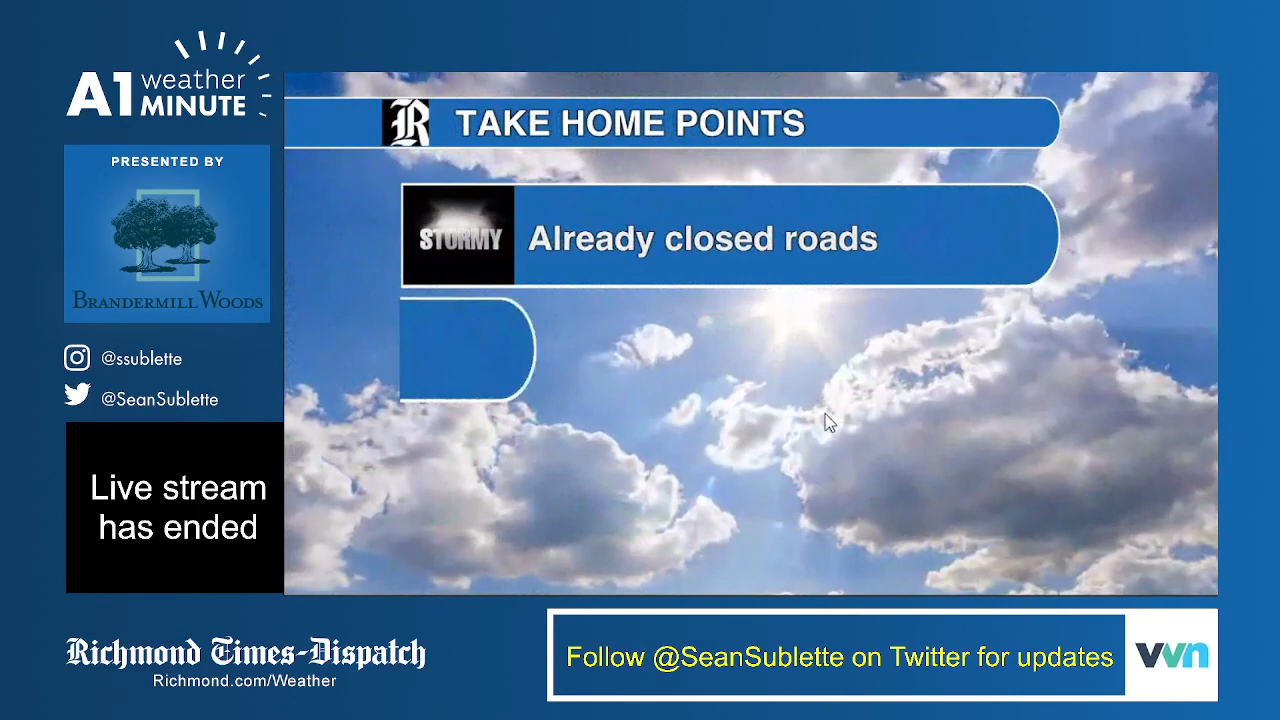 A1 weather
MINUTE
PRESENTED BY
BRANDERMILL WOODS
@ssublette
@SeanSublette
Live stream
has ended
R TAKE HOME POINTS
STORMY Already closed roads
Richmond Times-Dispatch
Richmond.com/Weather
Follow @SeanSublette on Twitter for updates
vvn